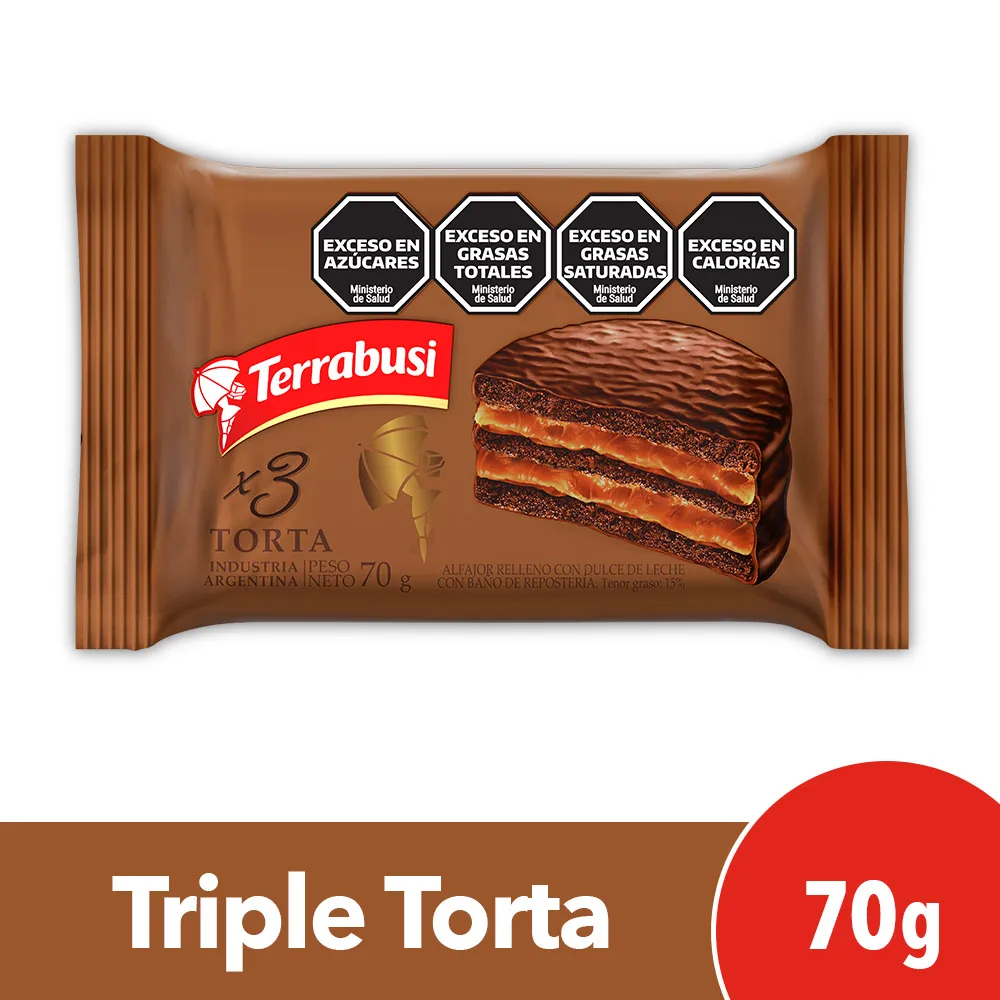 EXCESO EN
AZÚCARES
Ministerio
de Salud
EXCESO EN
GRASAS
TOTALES
Ministerio
de Salud
EXCESO EN
GRASAS
SATURADAS
Ministerio
de Salud
EXCESO EN
CALORÍAS
Ministerio
de Salud
Terrabusi
x3
TORTA
INDUSTRIA
ARGENTINA
PESO
NETO 70 g
ALFAJOR RELLENO CON DULCE DE LECHE
CON BAÑO DE REPOSTERÍA. Tenor graso: 15%
Triple Torta
70g